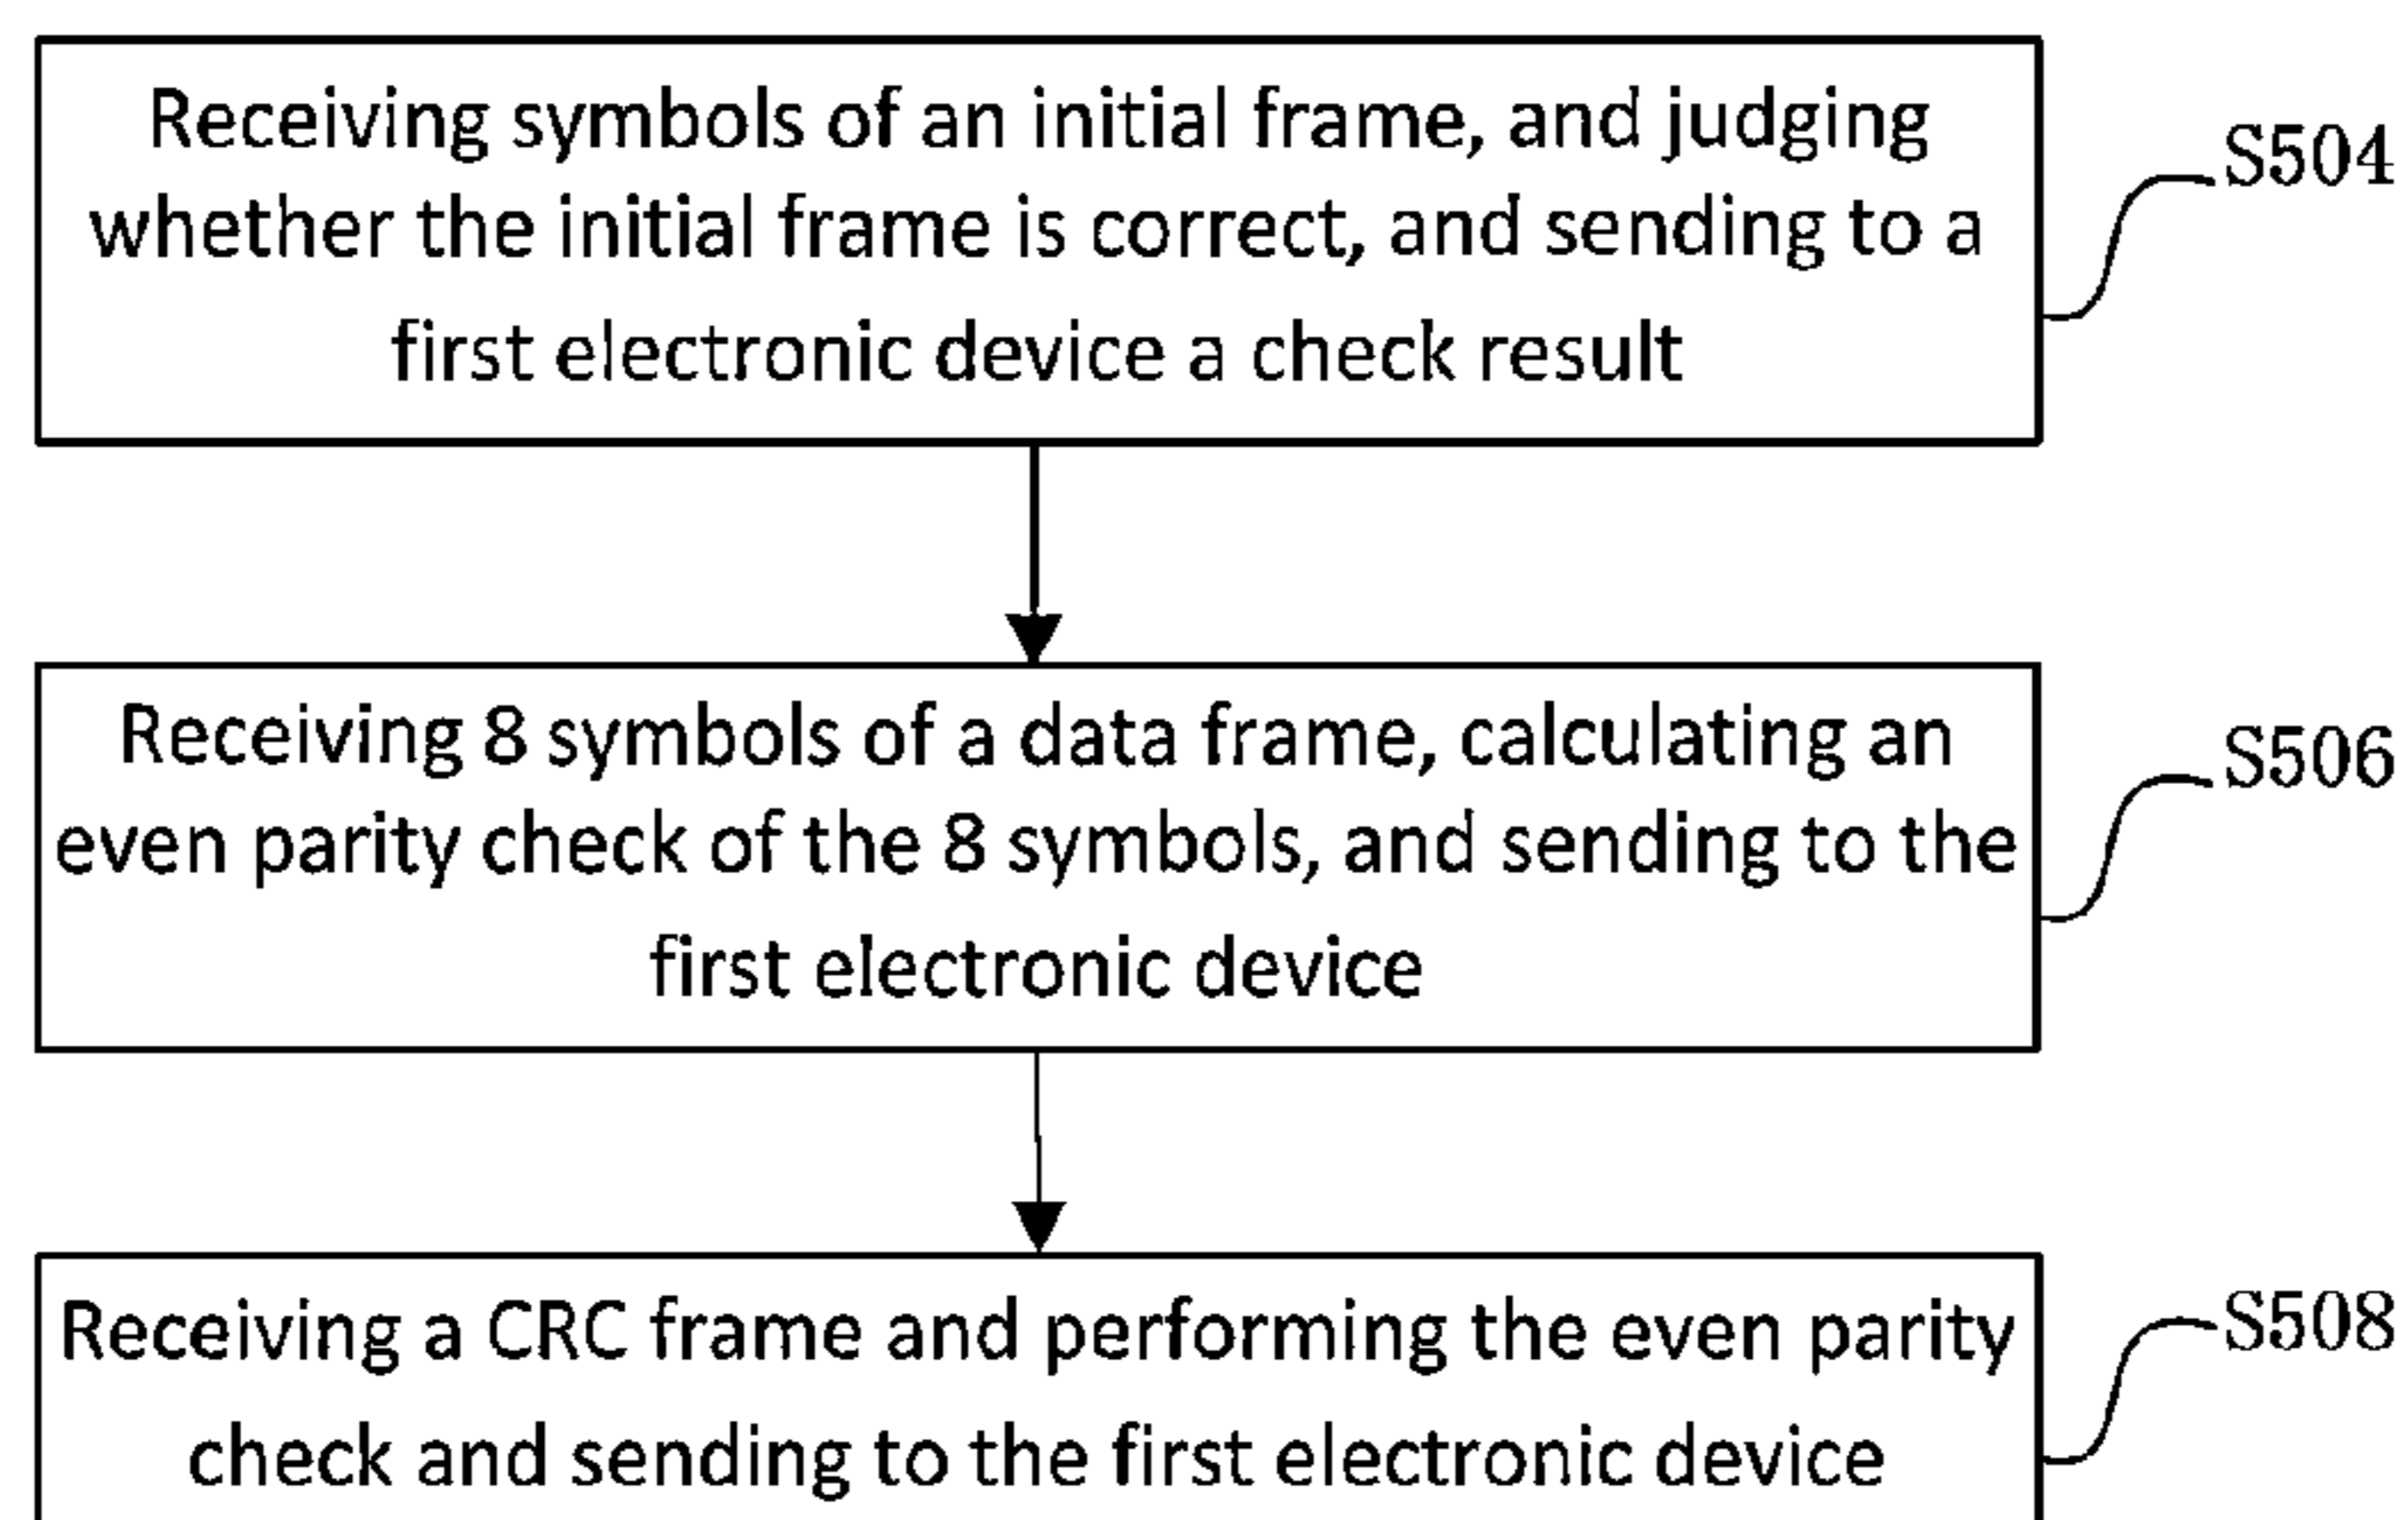 Receiving symbols of an initial frame, and judging
whether the initial frame is correct, and sending to a
first electronic device a check result
S504
Receiving 8 symbols of a data frame, calculating an
even parity check of the 8 symbols, and sending to the
first electronic device
S506
Receiving a CRC frame and performing the even parity
check and sending to the first electronic device
S508